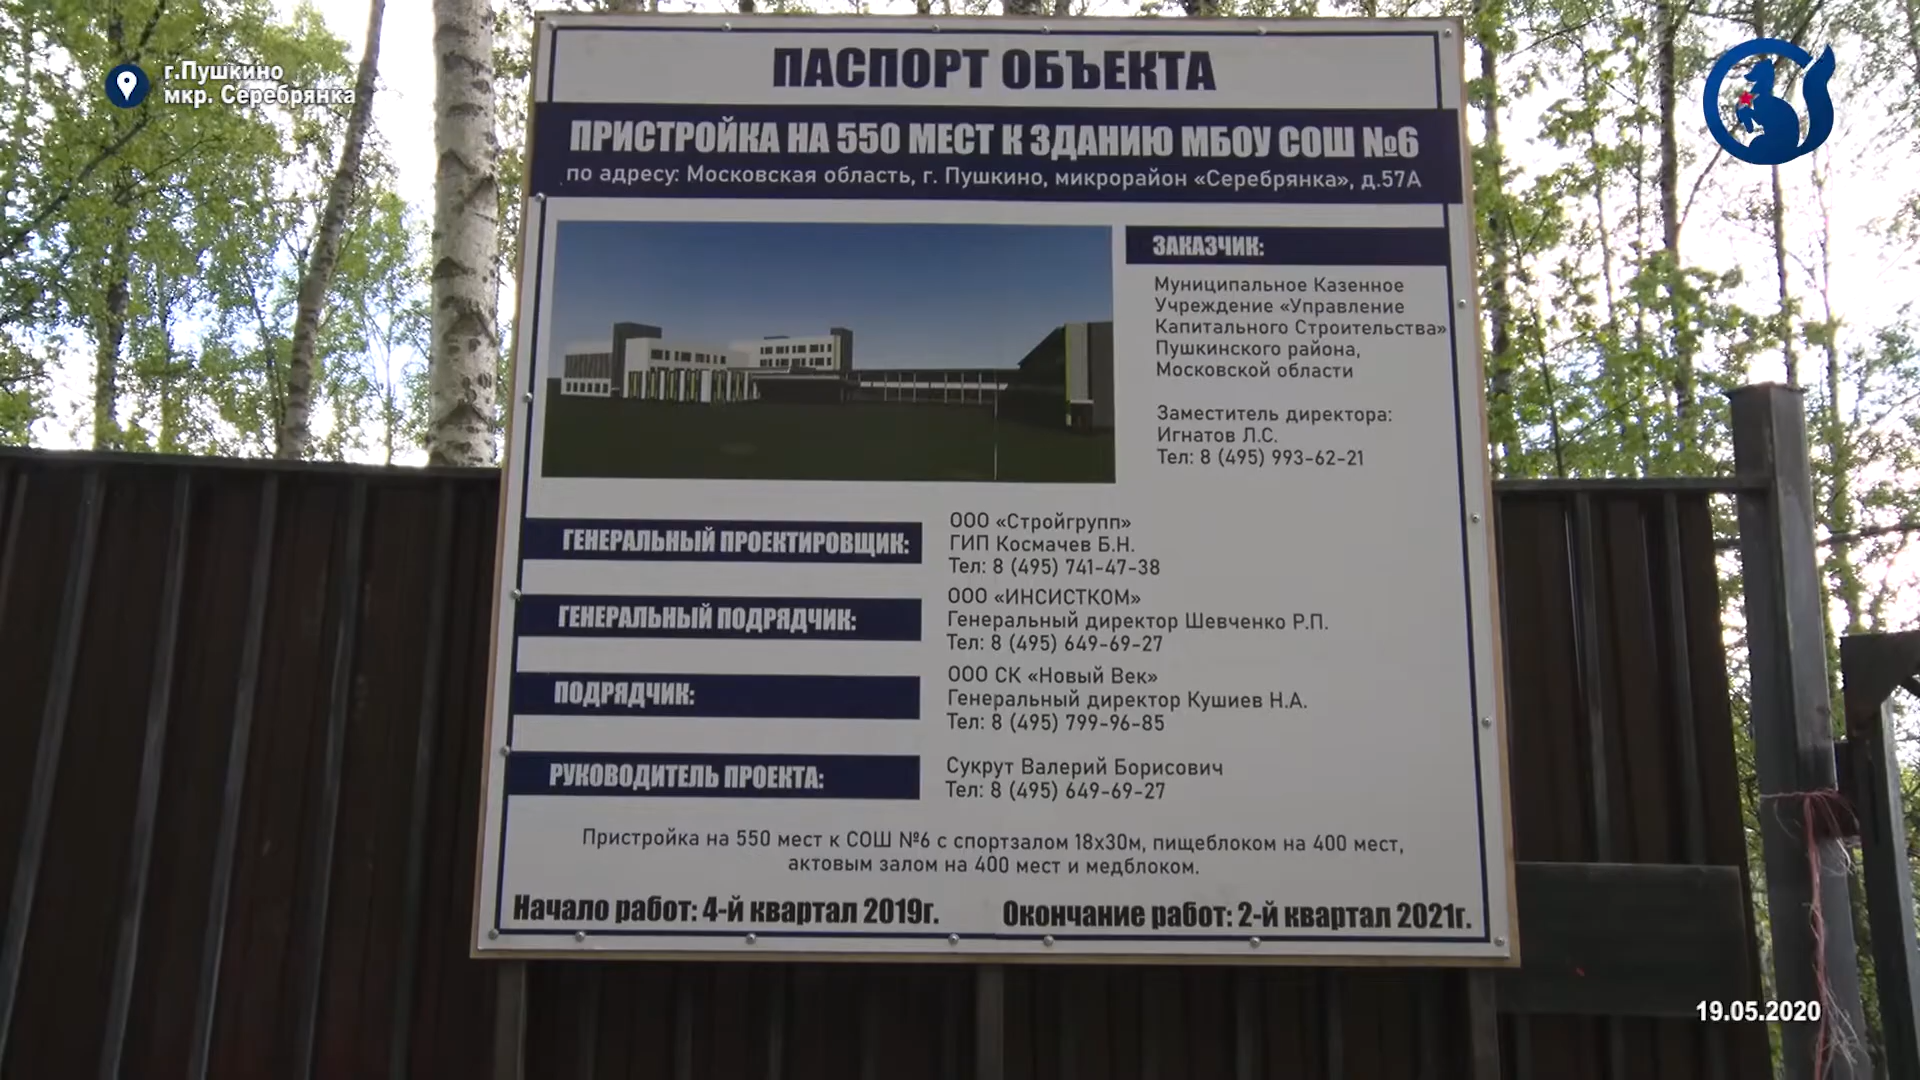 г.Пушкино
мкр. Серебрянка
ПАСПОРТ ОБЪЕКТА
ПРИСТРОЙКА НА 550 МЕСТ К ЗДАНИЮ МБОУ СОШ №6
по адресу: Московская область, г. Пушкино, микрорайон «Серебрянка», д.57А
ЗАКАЗЧИК:
Муниципальное Казенное
Учреждение «Управление
Капитального Строительства»
Пушкинского района,
Московской области
Заместитель директора:
Игнатов Л.С.
Тел: 8 (495) 993-62-21
ГЕНЕРАЛЬНЫЙ ПРОЕКТИРОВЩИК:
ООО «Стройгрупп»
ГИП Космачев Б.Н.
Тел: 8 (495) 741-47-38
ГЕНЕРАЛЬНЫЙ ПОДРЯДЧИК:
ООО «ИНСИСТКОМ»
Генеральный директор Шевченко Р.П.
Тел: 8 (495) 649-69-27
ПОДРЯДЧИК:
ООО СК «Новый Век»
Генеральный директор Кушиев Н.А.
Тел: 8 (495) 799-96-85
РУКОВОДИТЕЛЬ ПРОЕКТА:
Сукрут Валерий Борисович
Тел: 8 (495) 649-69-27
Пристройка на 550 мест к СОШ №6 с спортзалом 18х30м, пищеблоком на 400 мест,
актовым залом на 400 мест и медблоком.
Начало работ: 4-й квартал 2019г.
Окончание работ: 2-й квартал 2021г.
19.05.2020